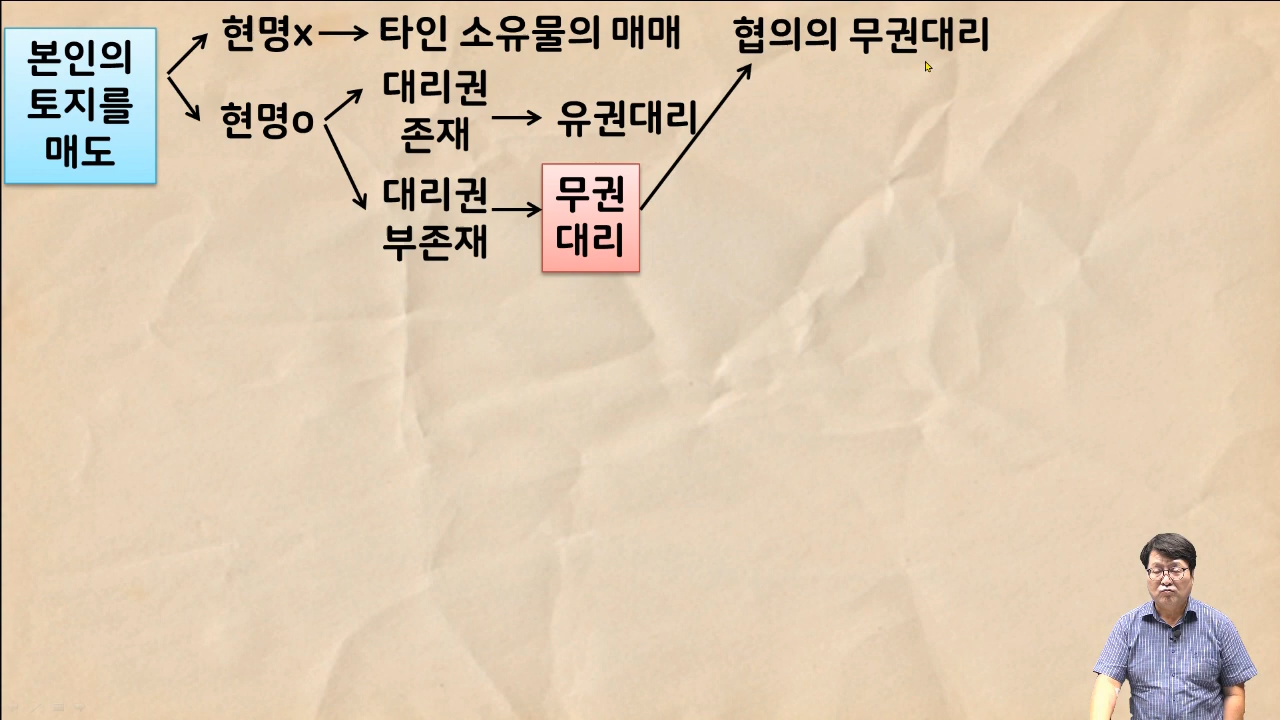 본인의
토지를
매도
현명x
타인 소유물의 매매
현명o
대리권
존재
유권대리
대리권
부존재
무권
대리
협의의 무권대리